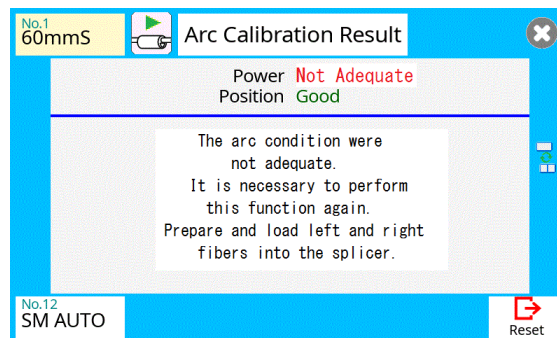 No.1
60mmS
Arc Calibration Result
Power Not Adequate
Position Good
The arc condition were
not adequate.
It is necessary to perform
this function again.
Prepare and load left and right
fibers into the splicer.
No.12
SM AUTO
Reset